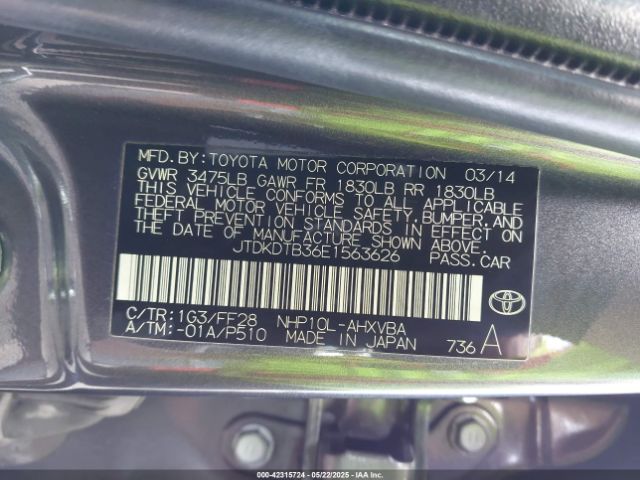 MFD.BY:TOYOTA MOTOR CORPORATION 03/14
GVWR 3475LB GAWR FR 1830LB RR 1830LB
THIS VEHICLE CONFORMS TO ALL APPLICABLE
FEDERAL MOTOR VEHICLE SAFETY,BUMPER,AND
THEFT PREVENTION STANDARDS IN EFFECT ON
THE DATE OF MANUFACTURE SHOWN ABOVE.
JTDKDTB36E1563626 PASS.CAR
C/TR:1G3/FF28 NHP10L-AHXVBA
A/TM:-01A/P510 MADE IN JAPAN 736 A
000-42315724 - 05/22/2025 - IAAI.COM